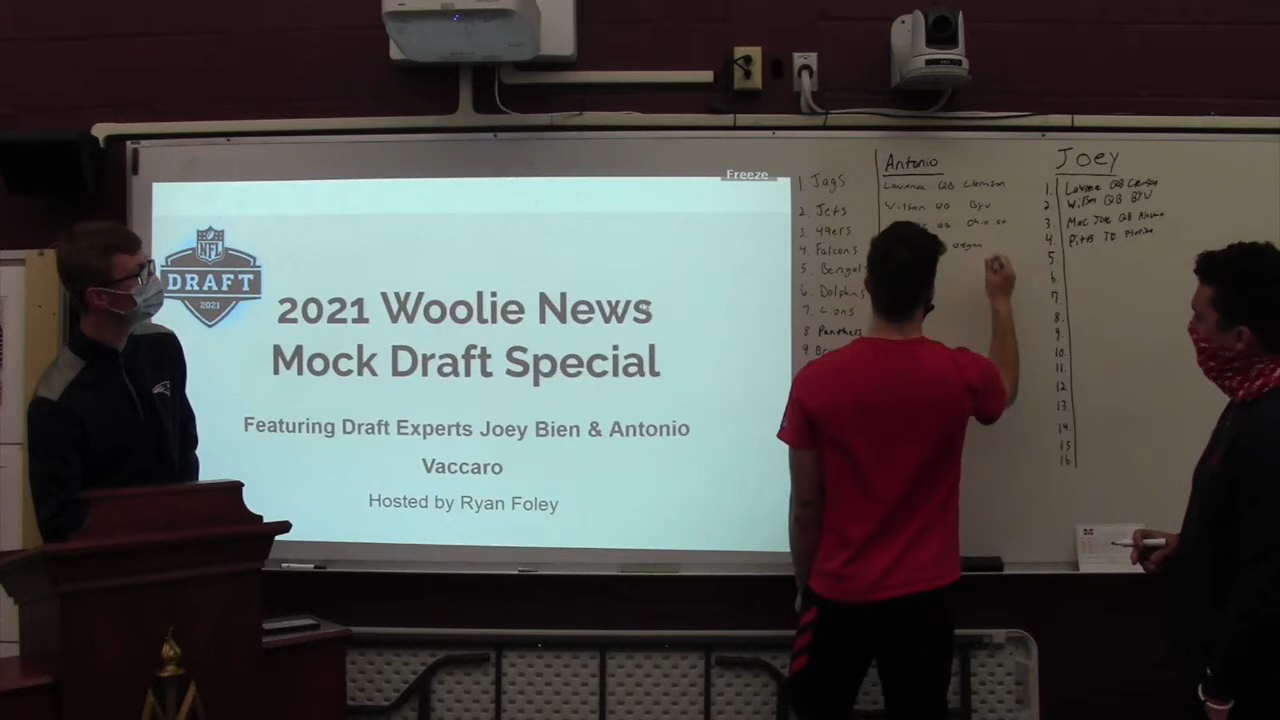 Freeze
NFL
DRAFT
2021
2021 Woolie News
Mock Draft Special
Featuring Draft Experts Joey Bien & Antonio
Vaccaro
Hosted by Ryan Foley
1. Jags
2. Jets
3. 49ers
4. Falcons
5. Bengals
6. Dolphins
7. Lions
8 Panthers
9.
Antonio
QB Clemson
Wilson QB BYU
Ohio st
Joey
1. QB Clemson
2. Wilson QB BYU
3. Mac Jone QB
4. Pitts TE Florida
5.
6.
7.
8.
9.
10.
11.
12.
13.
14.
15
16